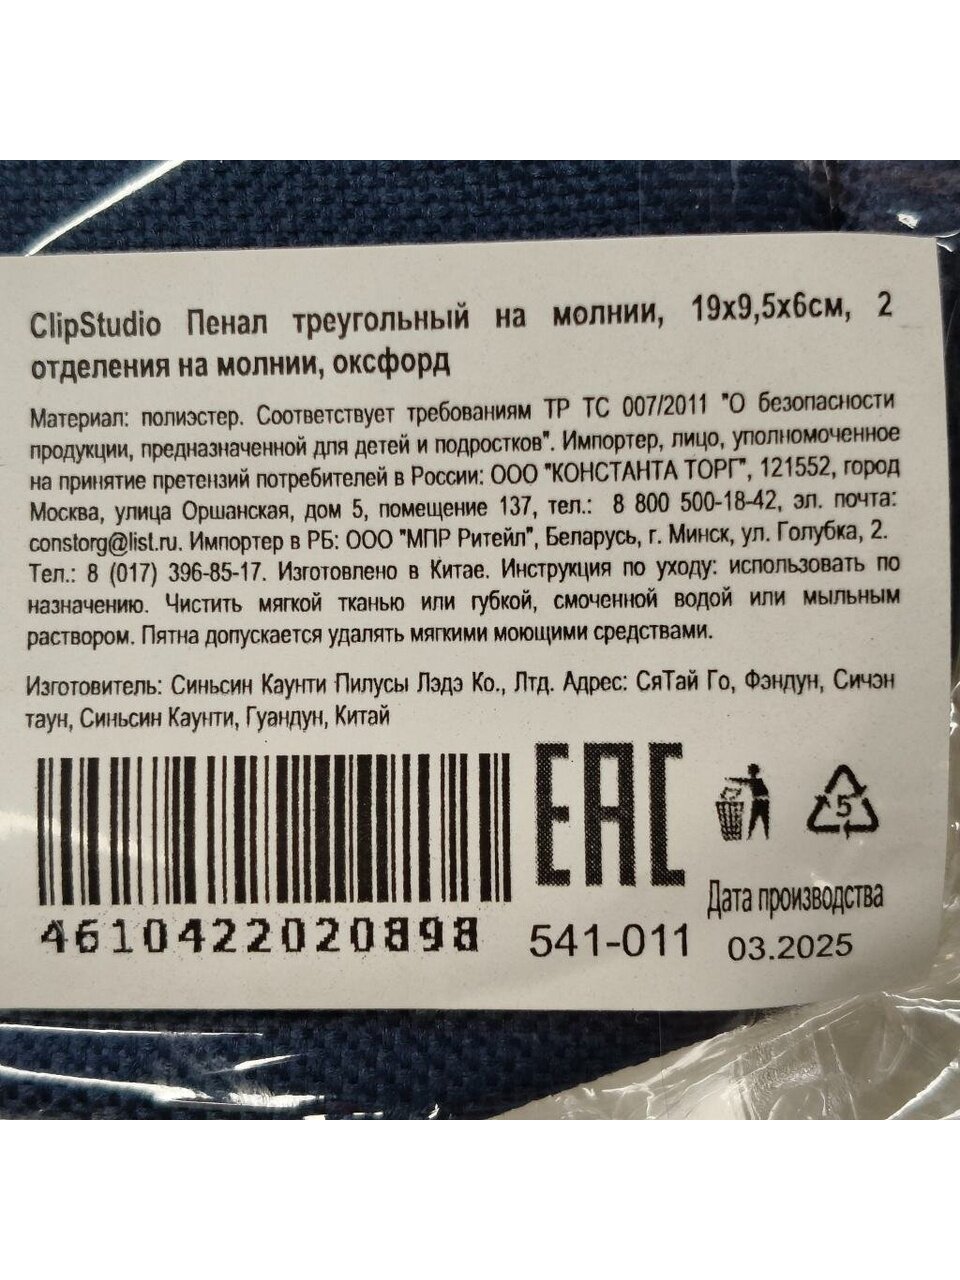 ClipStudio Пенал треугольный на молнии, 19х9,5х6см, 2
отделения на молнии, оксфорд
Материал: полиэстер. Соответствует требованиям ТР ТС 007/2011 "О безопасности
продукции, предназначенной для детей и подростков". Импортер, лицо, уполномоченное
на принятие претензий потребителей в России: ООО "КОНСТАНТА ТОРГ", 121552, город
Москва, улица Оршанская, дом 5, помещение 137, тел.: 8 800 500-18-42, эл. почта:
constorg@list.ru. Импортер в РБ: ООО "МПР Ритейл", Беларусь, г. Минск, ул. Голубка, 2.
Тел.: 8 (017) 396-85-17. Изготовлено в Китае. Инструкция по уходу: использовать по
назначению. Чистить мягкой тканью или губкой, смоченной водой или мыльным
раствором. Пятна допускается удалять мягкими моющими средствами.
Изготовитель: Синьсин Каунти Пилусы Лэдэ Ко., Лтд. Адрес: СяТай Го, Фэндун, Сичэн
таун, Синьсин Каунти, Гуандун, Китай
EAC
5
Дата производства
4610422020898 541-011 03.2025